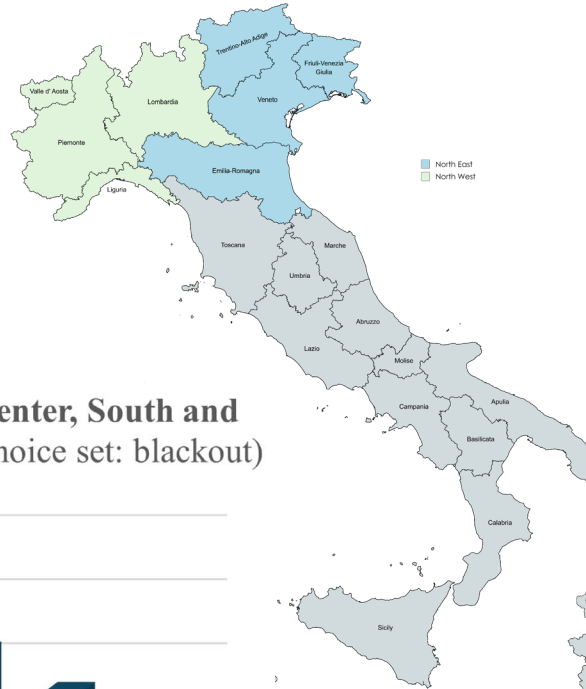 Trentino-Alto Adige
Friuli-Venezia
Giulia
Valle d' Aosta
Lombardia
Veneto
Piemonte
North East
North West
Emilia-Romagna
Liguria
Toscana
Marche
Umbria
Abruzzo
Lazio
Molise
enter, South and
Campania
Apulia
hoice set: blackout)
Basilicata
Calabria
Sicily